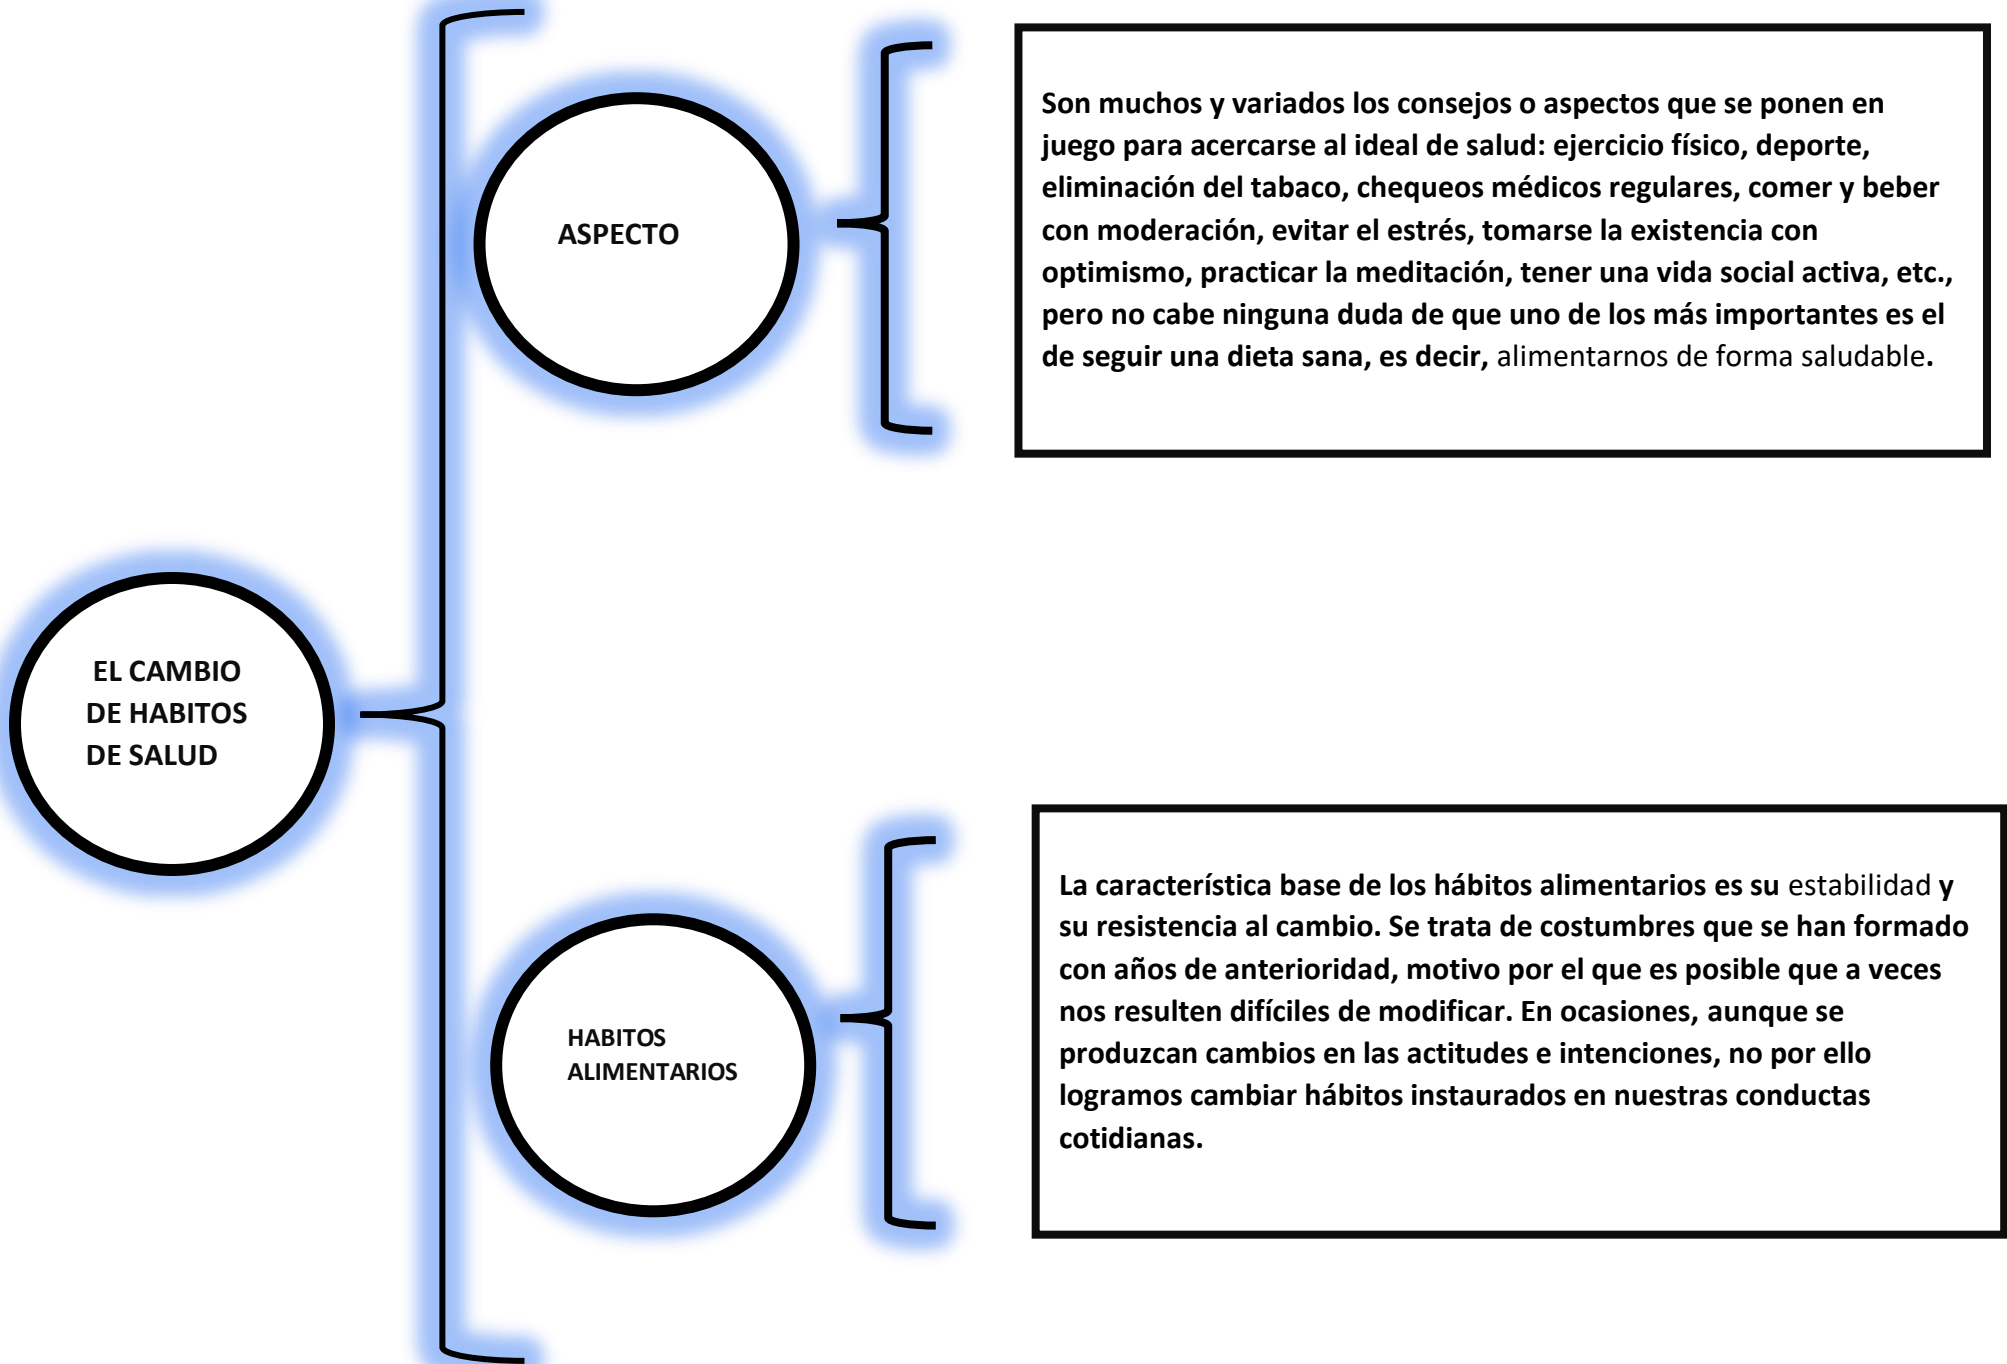 ASPECTO
Son muchos y variados los consejos o aspectos que se ponen en
juego para acercarse al ideal de salud: ejercicio físico, deporte,
eliminación del tabaco, chequeos médicos regulares, comer y beber
con moderación, evitar el estrés, tomarse la existencia con
optimismo, practicar la meditación, tener una vida social activa, etc.,
pero no cabe ninguna duda de que uno de los más importantes es el
de seguir una dieta sana, es decir, alimentarnos de forma saludable.
EL CAMBIO
DE HABITOS
DE SALUD
HABITOS
ALIMENTARIOS
La característica base de los hábitos alimentarios es su estabilidad y
su resistencia al cambio. Se trata de costumbres que se han formado
con años de anterioridad, motivo por el que es posible que a veces
nos resulten difíciles de modificar. En ocasiones, aunque se
produzcan cambios en las actitudes e intenciones, no por ello
logramos cambiar hábitos instaurados en nuestras conductas
cotidianas.